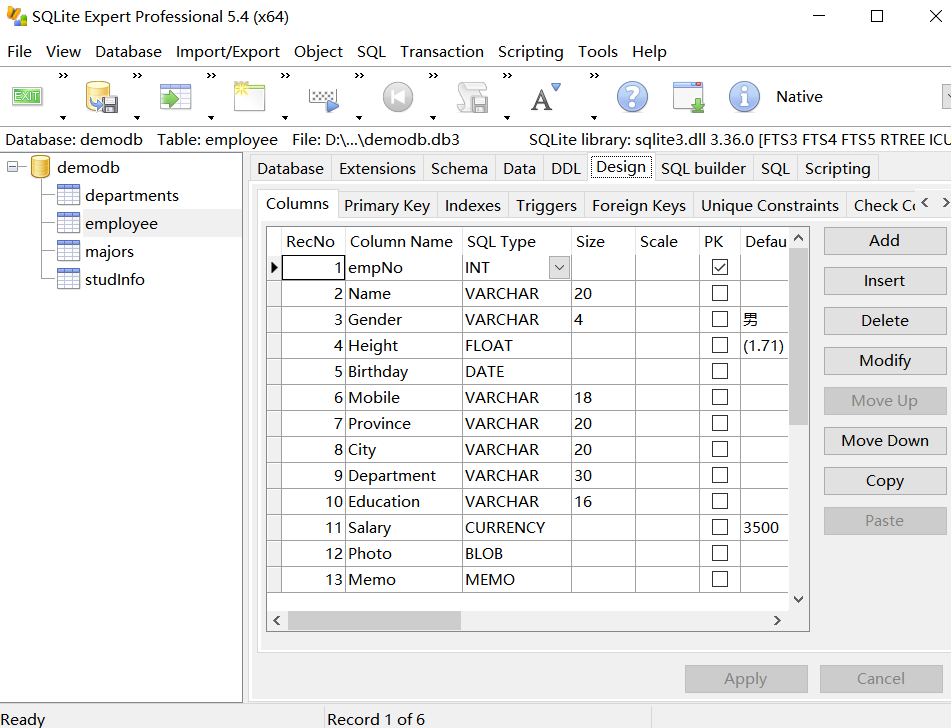 SQLite Expert Professional 5.4 (x64)
File View Database Import/Export Object SQL Transaction Scripting Tools Help
EXIT A ? i Native
Database: demodb Table: employee File: D:\...\demodb.db3 SQLite library: sqlite3.dll 3.36.0 [FTS3 FTS4 FTS5 RTREE ICU
demodb
departments
employee
majors
studInfo
Database Extensions Schema Data DDL Design SQL builder SQL Scripting
Columns Primary Key Indexes Triggers Foreign Keys Unique Constraints Check Co
RecNo Column Name SQL Type Size Scale PK Defau
1 empNo INT
2 Name VARCHAR 20
3 Gender VARCHAR 4 男
4 Height FLOAT (1.71)
5 Birthday DATE
6 Mobile VARCHAR 18
7 Province VARCHAR 20
8 City VARCHAR 20
9 Department VARCHAR 30
10 Education VARCHAR 16
11 Salary CURRENCY 3500
12 Photo BLOB
13 Memo MEMO
Add
Insert
Delete
Modify
Move Up
Move Down
Copy
Paste
Apply Cancel
Ready Record 1 of 6